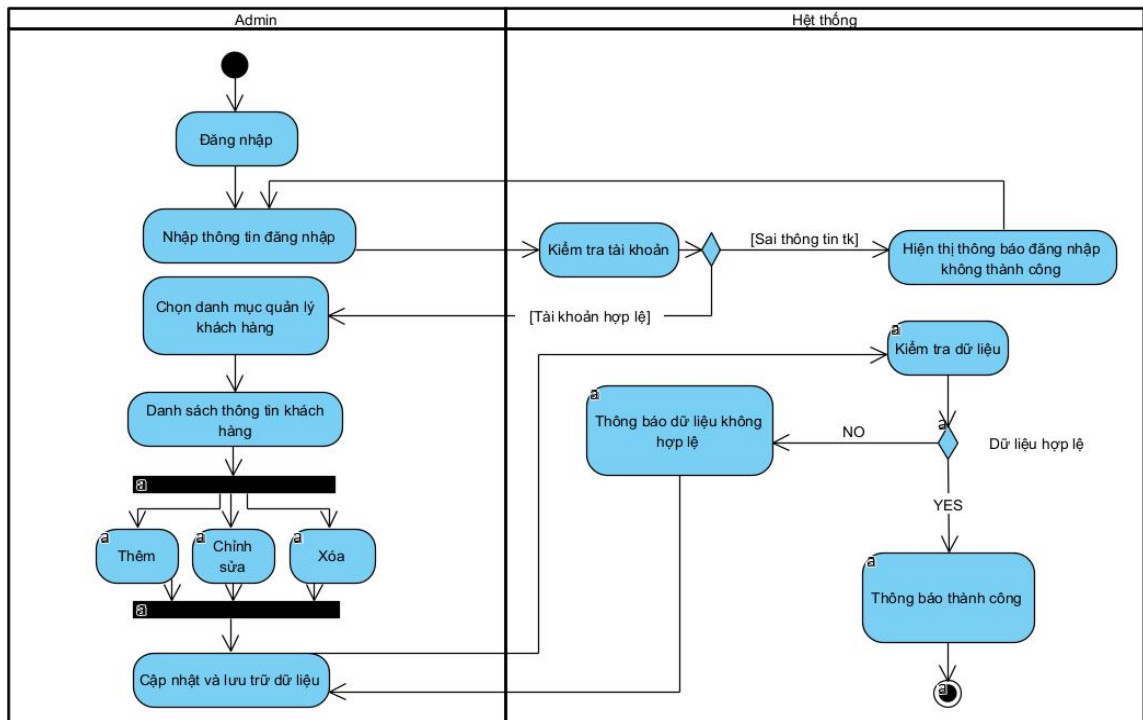 Admin
Hệt thống
Đăng nhập
Nhập thông tin đăng nhập
Kiểm tra tài khoản
[Sai thông tin tk]
Hiện thị thông báo đăng nhập
không thành công
Chọn danh mục quản lý
khách hàng
[Tài khoản hợp lệ]
a
Kiểm tra dữ liệu
Danh sách thông tin khách
hàng
a
Thông báo dữ liệu không
hợp lệ
NO
a
Dữ liệu hợp lệ
YES
a
a
Thêm
a
Chỉnh
sửa
a
Xóa
a
Thông báo thành công
a
Cập nhật và lưu trữ dữ liệu
a